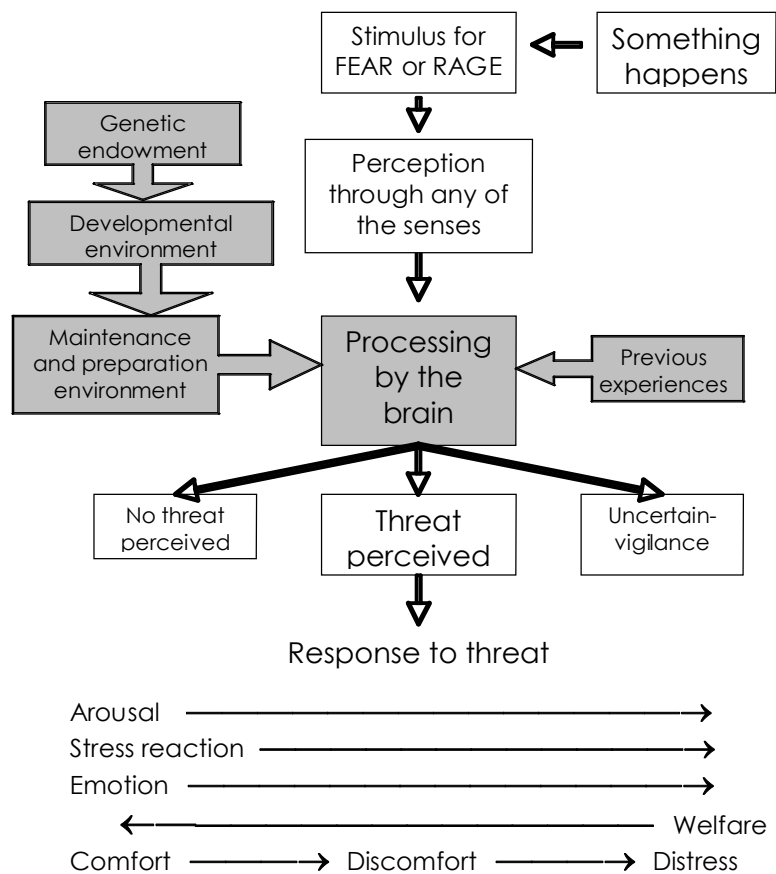 Stimulus for
FEAR or RAGE
Something
happens
Genetic
endowment
Perception
through any of
the senses
Developmental
environment
Maintenance
and preparation
environment
Processing
by the
brain
Previous
experiences
No threat
perceived
Threat
perceived
Uncertain-
vigilance
Response to threat
Arousal
Stress reaction
Emotion
Welfare
Comfort Discomfort Distress